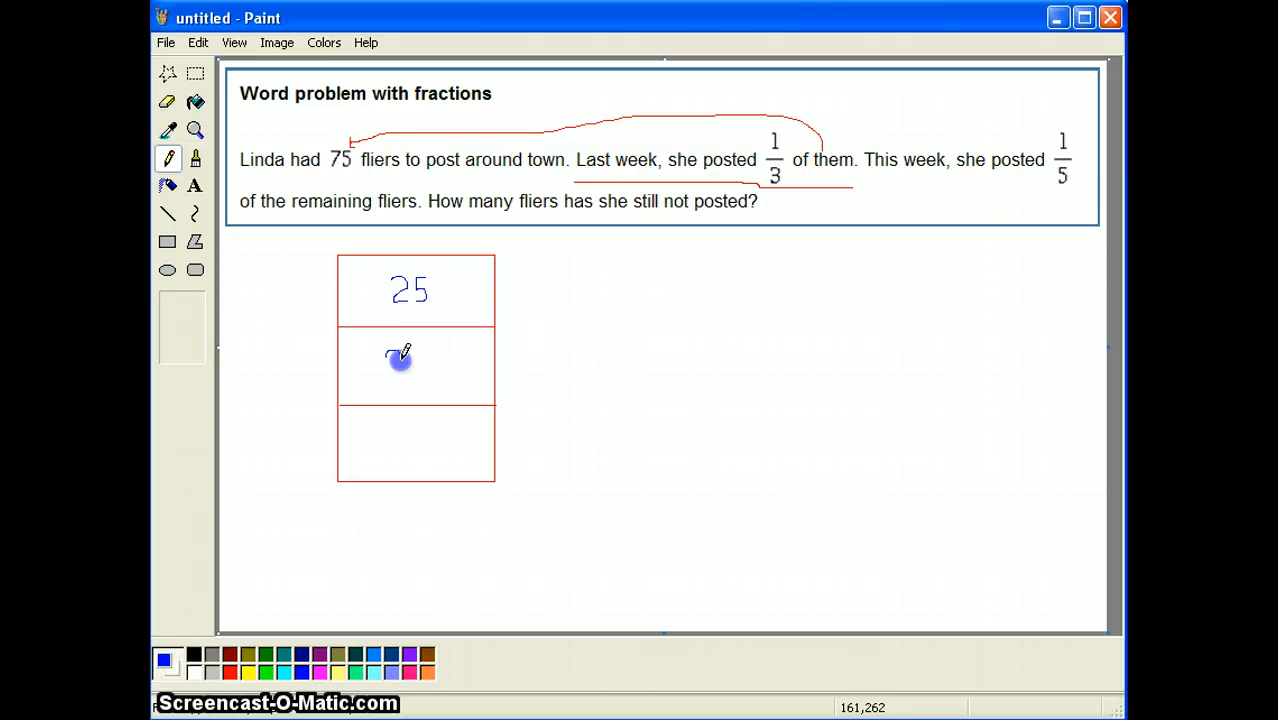 untitled - Paint
File Edit View Image Colors Help
Word problem with fractions
Linda had 75 fliers to post around town. Last week, she posted 1/3 of them. This week, she posted 1/5
of the remaining fliers. How many fliers has she still not posted?
25
Screencast-O-Matic.com
161,262